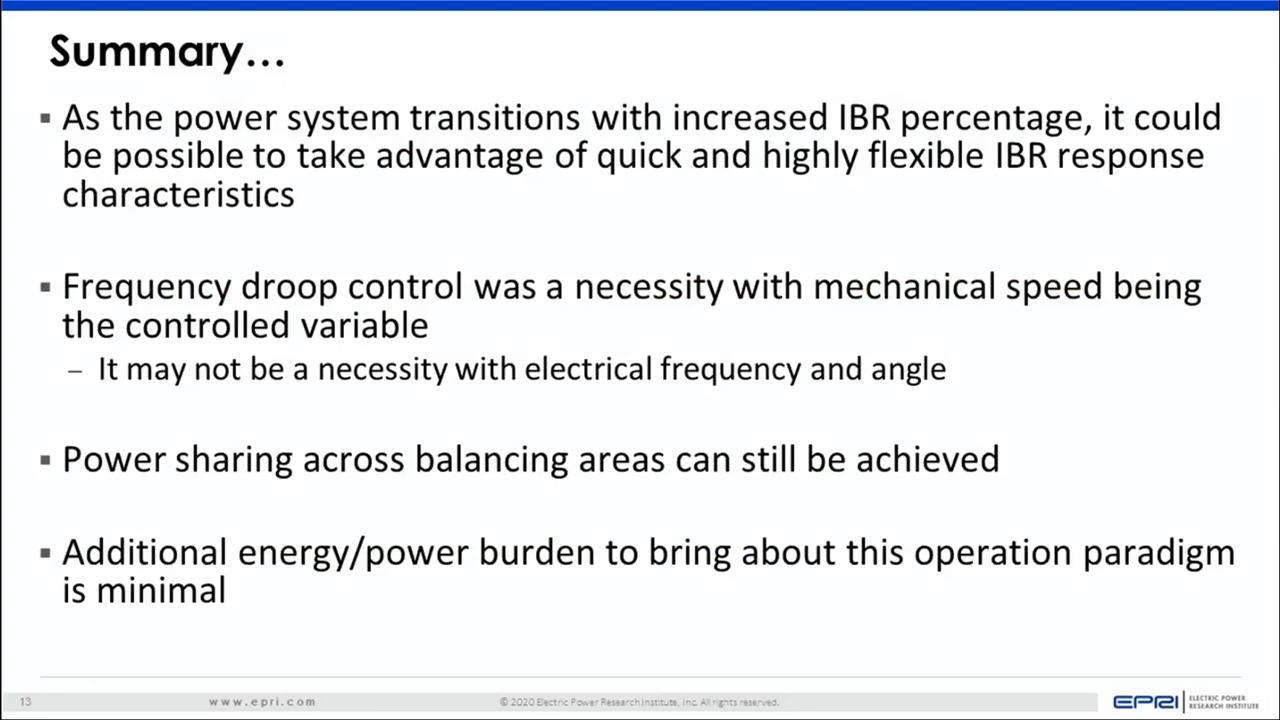 Summary...
▪ As the power system transitions with increased IBR percentage, it could
be possible to take advantage of quick and highly flexible IBR response
characteristics
▪ Frequency droop control was a necessity with mechanical speed being
the controlled variable
– It may not be a necessity with electrical frequency and angle
▪ Power sharing across balancing areas can still be achieved
▪ Additional energy/power burden to bring about this operation paradigm
is minimal
13
www.epri.com
© 2020 Electric Power Research Institute, Inc. All rights reserved.
EPRI
ELECTRIC POWER
RESEARCH INSTITUTE